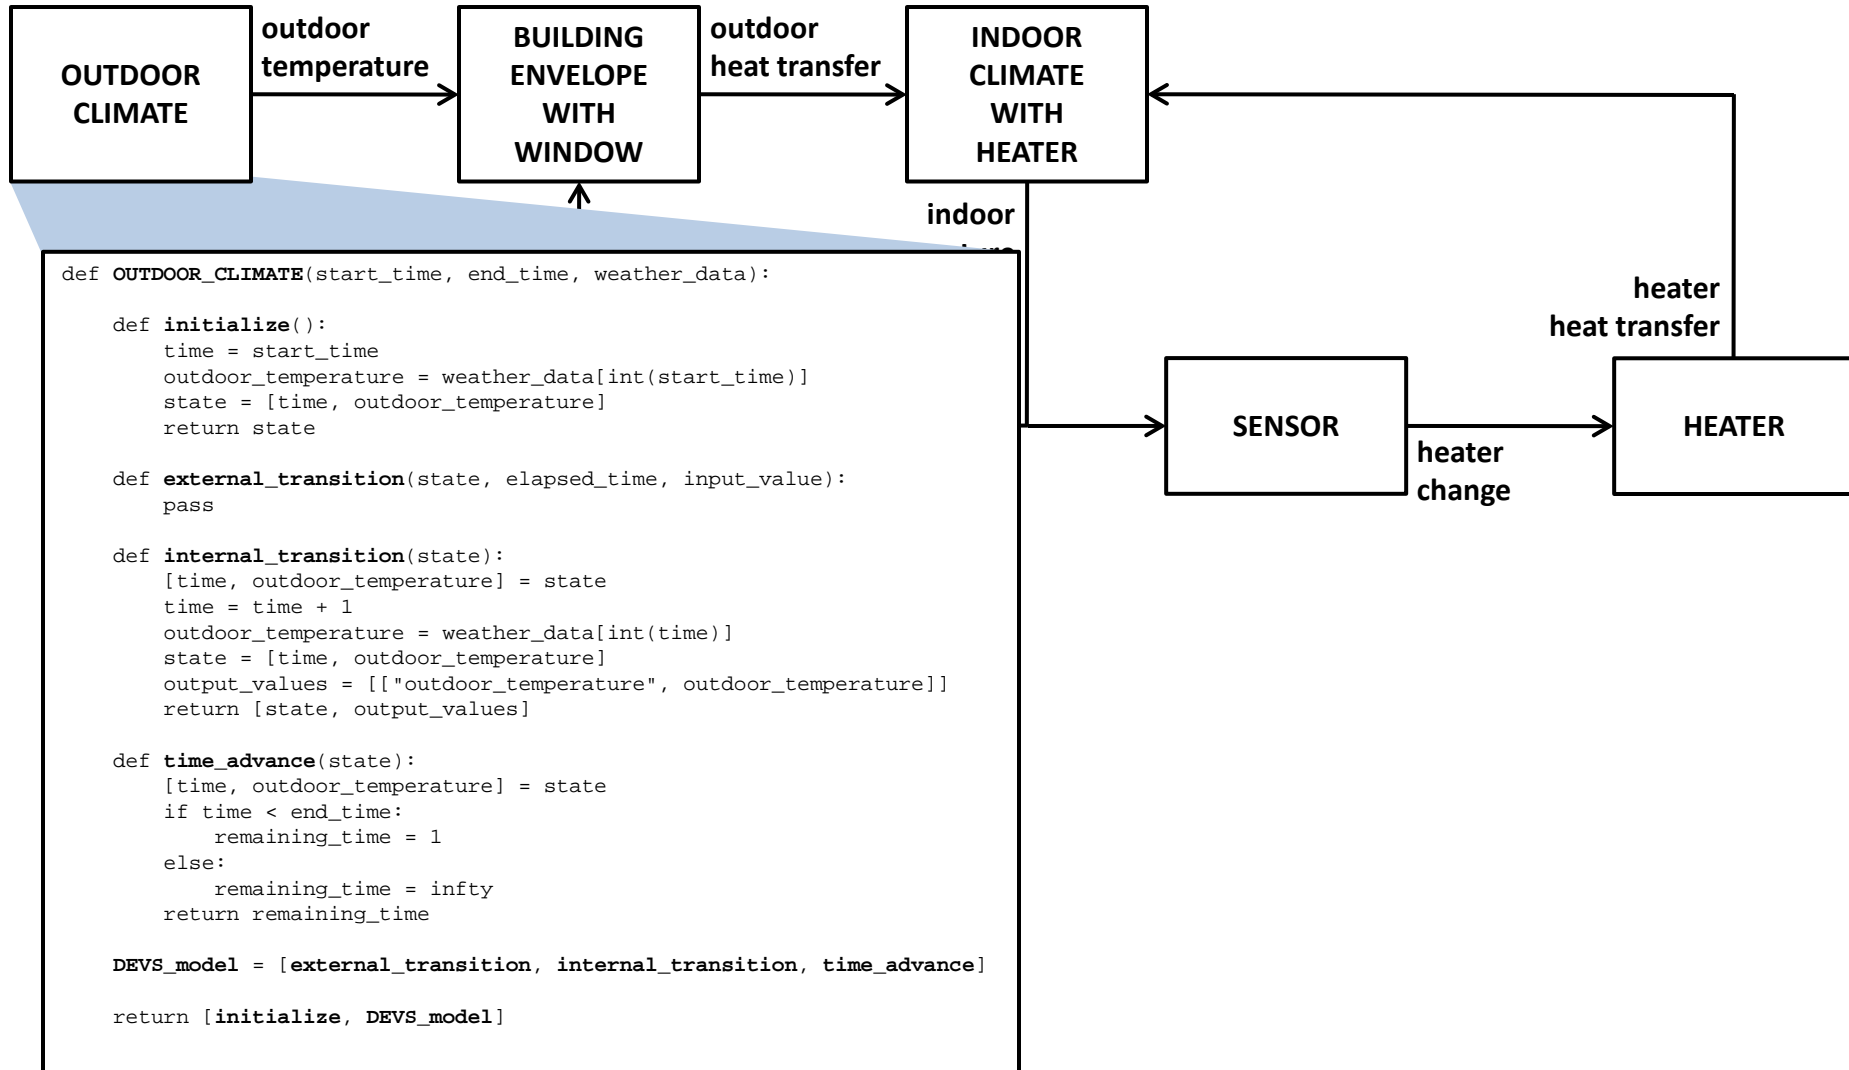 OUTDOOR
CLIMATE
outdoor
temperature
BUILDING
ENVELOPE
WITH
WINDOW
outdoor
heat transfer
INDOOR
CLIMATE
WITH
HEATER
indoor
heater
heat transfer
SENSOR
heater
change
HEATER
def OUTDOOR_CLIMATE(start_time, end_time, weather_data):
def initialize():
time = start_time
outdoor_temperature = weather_data[int(start_time)]
state = [time, outdoor_temperature]
return state
def external_transition(state, elapsed_time, input_value):
pass
def internal_transition(state):
[time, outdoor_temperature] = state
time = time + 1
outdoor_temperature = weather_data[int(time)]
state = [time, outdoor_temperature]
output_values = [["outdoor_temperature", outdoor_temperature]]
return [state, output_values]
def time_advance(state):
[time, outdoor_temperature] = state
if time < end_time:
remaining_time = 1
else:
remaining_time = infty
return remaining_time
DEVS_model = [external_transition, internal_transition, time_advance]
return [initialize, DEVS_model]